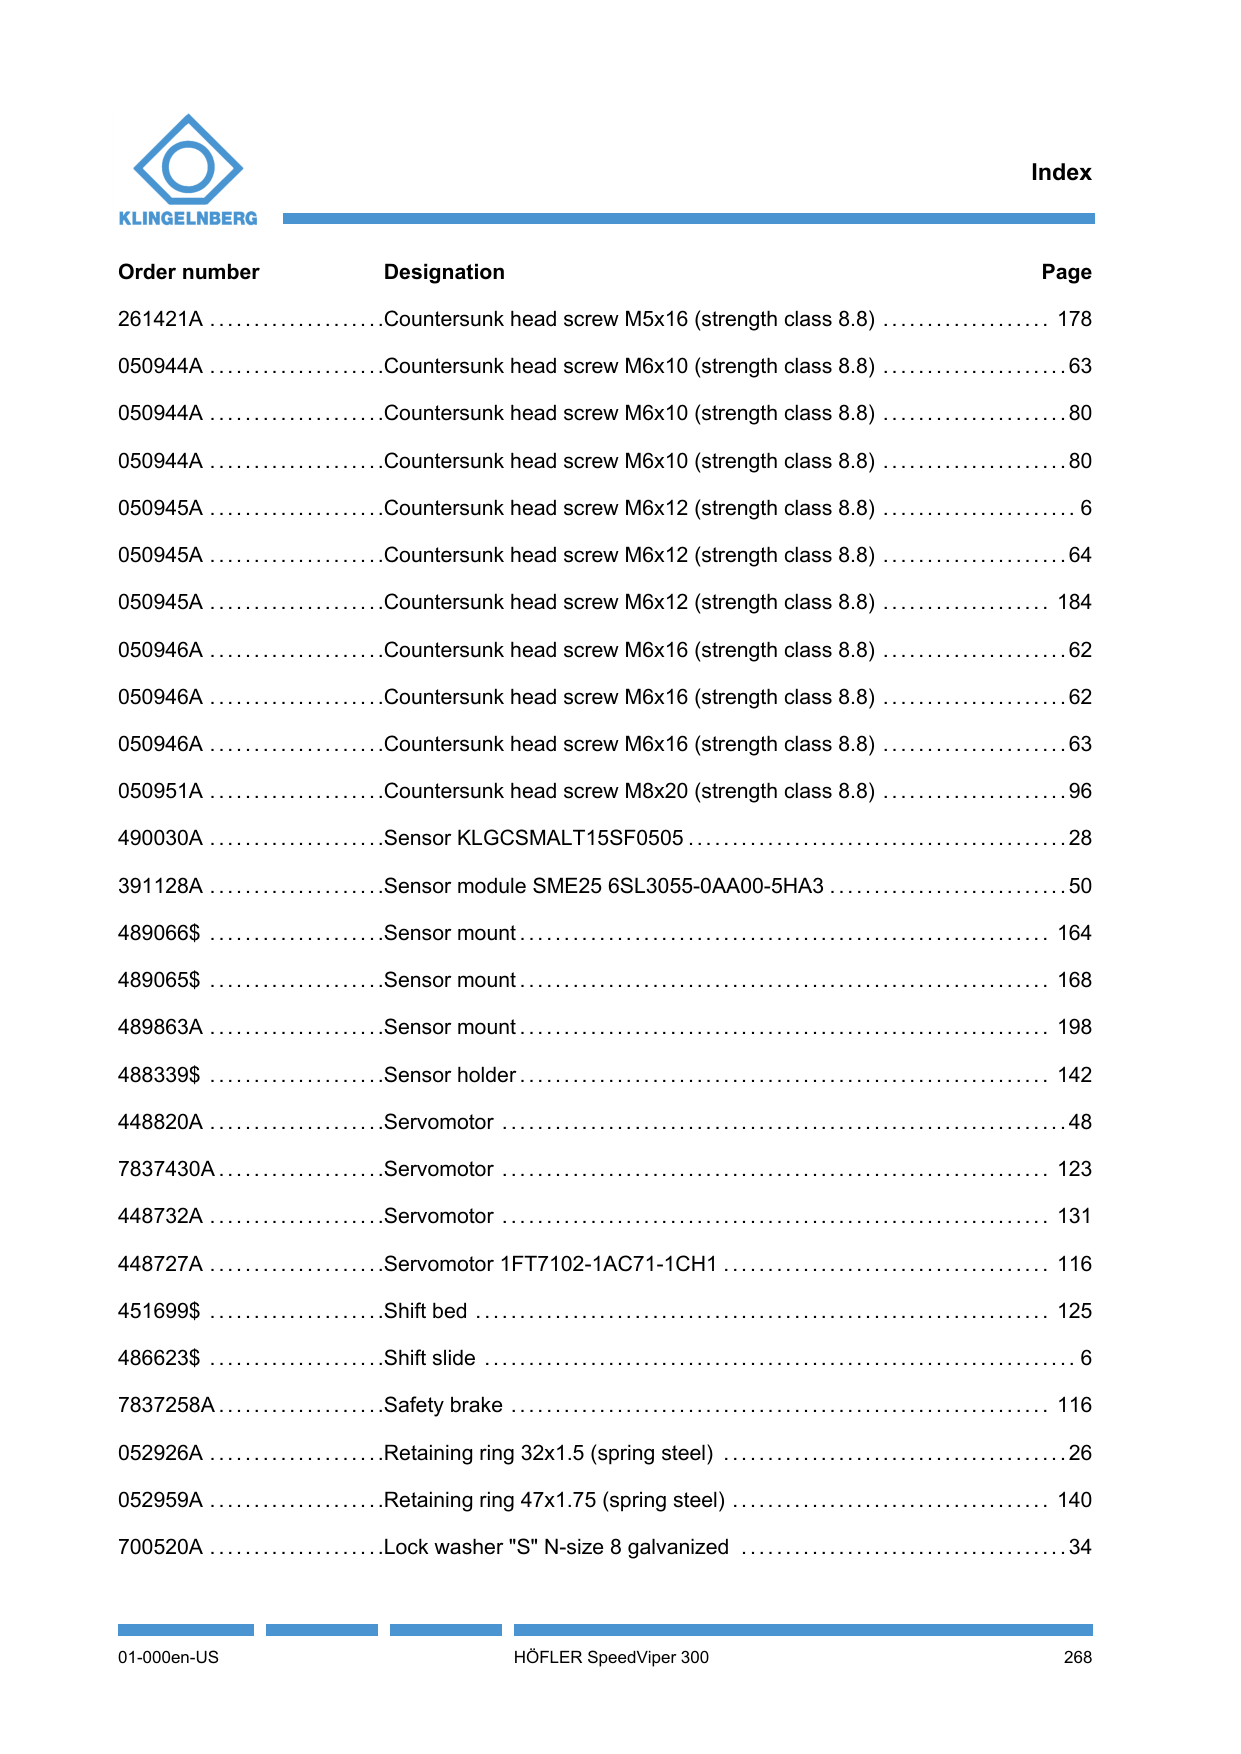 KLINGELNBERG
Index
Order number Designation Page
261421A ....................Countersunk head screw M5x16 (strength class 8.8) ................... 178
050944A ....................Countersunk head screw M6x10 (strength class 8.8) .....................63
050944A ....................Countersunk head screw M6x10 (strength class 8.8) .....................80
050944A ....................Countersunk head screw M6x10 (strength class 8.8) .....................80
050945A ....................Countersunk head screw M6x12 (strength class 8.8) ...................... 6
050945A ....................Countersunk head screw M6x12 (strength class 8.8) .....................64
050945A ....................Countersunk head screw M6x12 (strength class 8.8) ................... 184
050946A ....................Countersunk head screw M6x16 (strength class 8.8) .....................62
050946A ....................Countersunk head screw M6x16 (strength class 8.8) .....................62
050946A ....................Countersunk head screw M6x16 (strength class 8.8) .....................63
050951A ....................Countersunk head screw M8x20 (strength class 8.8) .....................96
490030A ....................Sensor KLGCSMALT15SF0505 ...........................................28
391128A ....................Sensor module SME25 6SL3055-0AA00-5HA3 ...........................50
489066$ ....................Sensor mount ............................................................ 164
489065$ ....................Sensor mount ............................................................ 168
489863A ....................Sensor mount ............................................................ 198
488339$ ....................Sensor holder ............................................................ 142
448820A ....................Servomotor ................................................................48
7837430A ...................Servomotor .............................................................. 123
448732A ....................Servomotor .............................................................. 131
448727A ....................Servomotor 1FT7102-1AC71-1CH1 ..................................... 116
451699$ ....................Shift bed ................................................................. 125
486623$ ....................Shift slide ................................................................... 6
7837258A ...................Safety brake ............................................................. 116
052926A ....................Retaining ring 32x1.5 (spring steel) .......................................26
052959A ....................Retaining ring 47x1.75 (spring steel) .................................... 140
700520A ....................Lock washer "S" N-size 8 galvanized .....................................34
01-000en-US HÖFLER SpeedViper 300 268